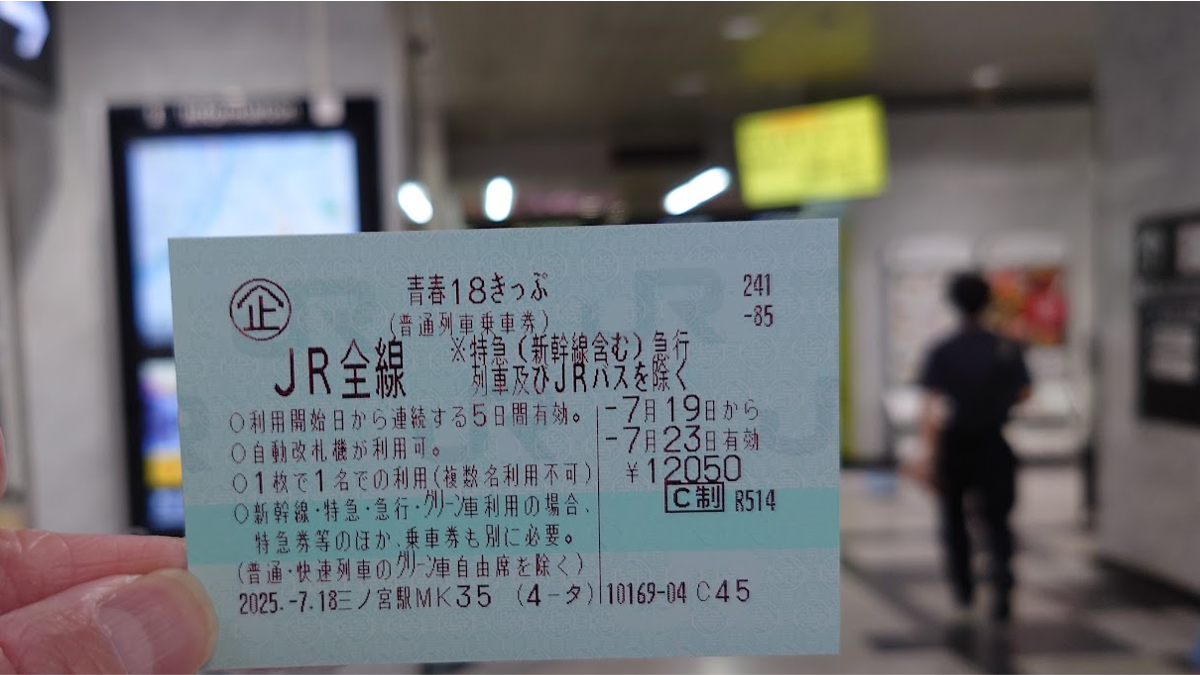 企
青春18きっぷ
241
-85
(普通列車乗車券)
JR全線
※特急(新幹線含む)急行
列車及びJRバスを除く
○利用開始日から連続する5日間有効。
-7月19日から
○自動改札機が利用可。
-7月23日有効
○1枚で1名での利用(複数名利用不可)
¥12050
○新幹線・特急・急行・グリーン車利用の場合、
C制 R514
特急券等のほか、乗車券も別に必要。
(普通・快速列車のグリーン車自由席を除く)
2025.-7.18三ノ宮駅MK35 (4-タ) 10169-04 C45